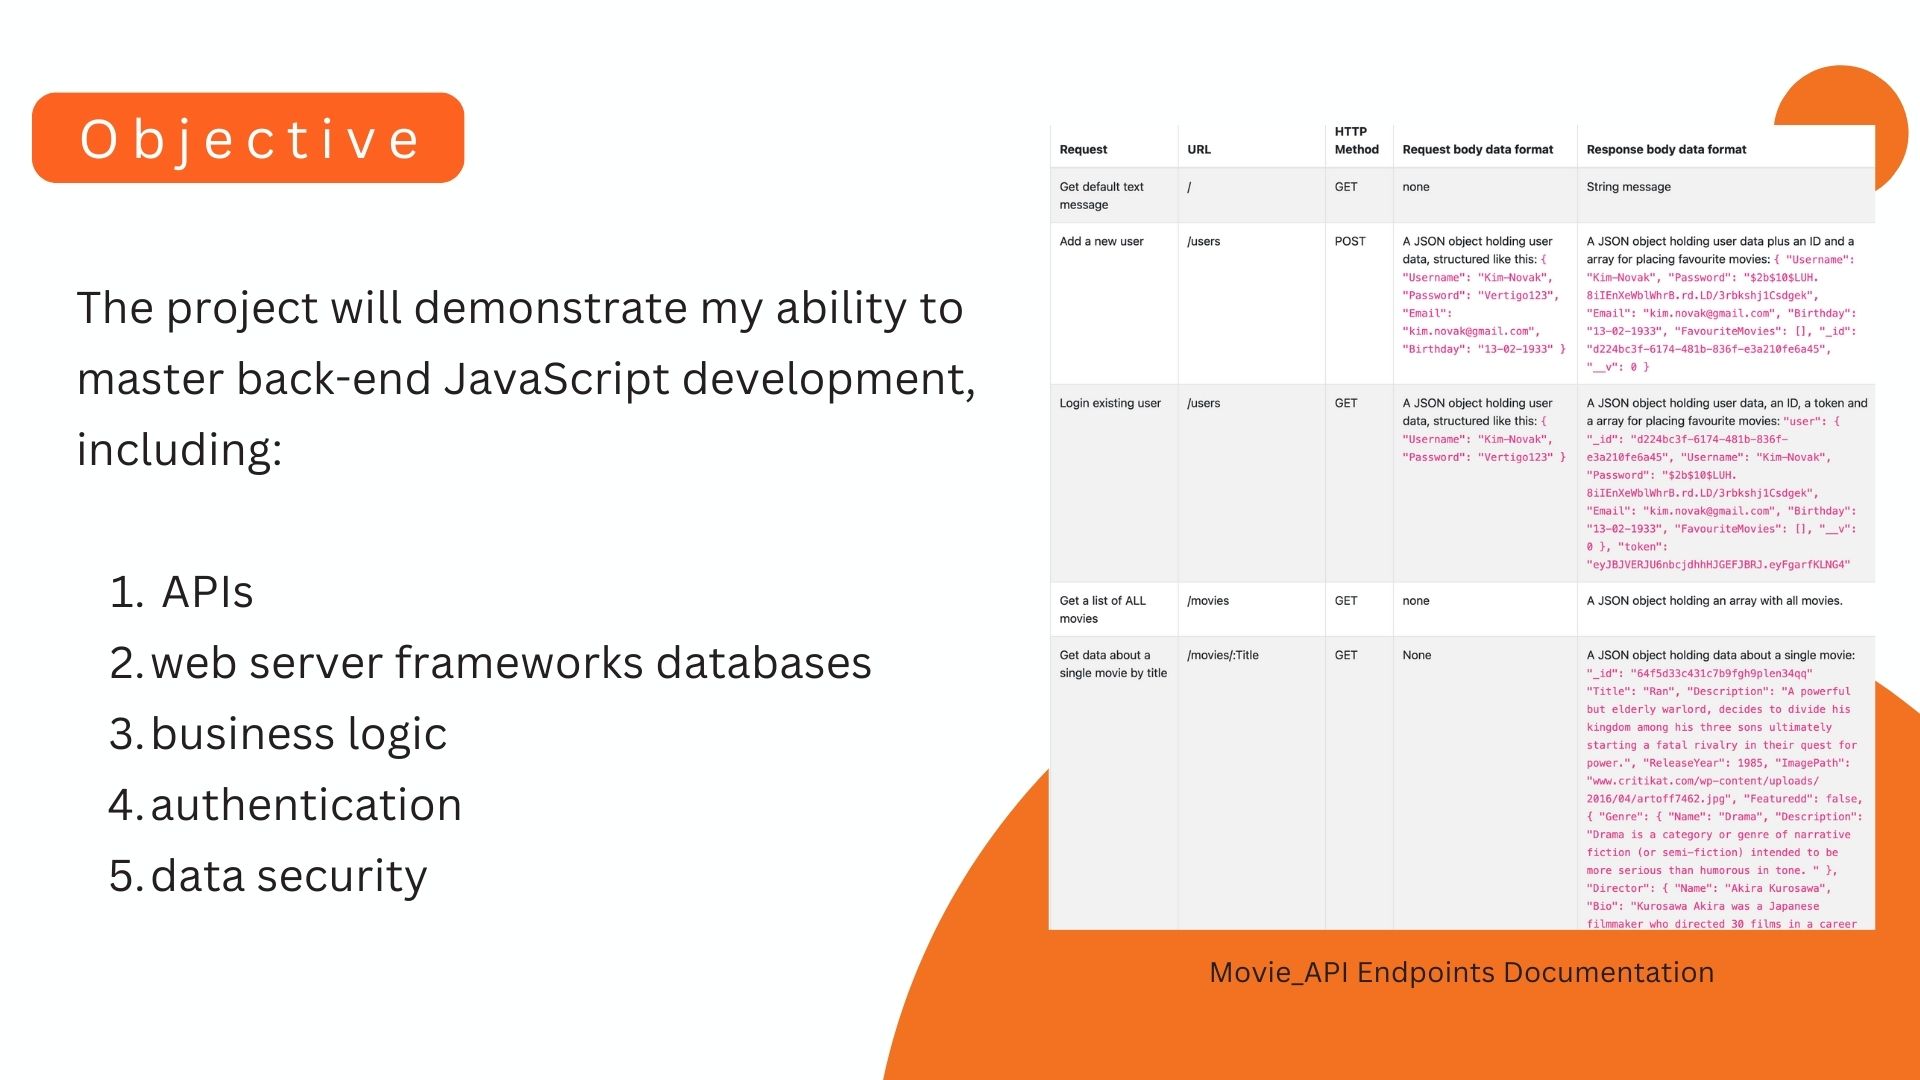 Objective
The project will demonstrate my ability to
master back-end JavaScript development,
including:
1. APIs
2. web server frameworks databases
3. business logic
4. authentication
5. data security
Request
URL
HTTP
Method
Request body data format
Response body data format
Get default text
message
/
GET
none
String message
Add a new user
/users
POST
A JSON object holding user
data, structured like this: {
"Username": "Kim-Novak",
"Password": "Vertigo123",
"Email":
"kim.novak@gmail.com",
"Birthday": "13-02-1933" }
A JSON object holding user data plus an ID and a
array for placing favourite movies: { "Username":
"Kim-Novak", "Password": "$2b$10$LUH.
8iIEnXeWblWhrB.rd.LD/3rbkshj1Csdgek",
"Email": "kim.novak@gmail.com", "Birthday":
"13-02-1933", "FavouriteMovies": [], "_id":
"d224bc3f-6174-481b-836f-e3a210fe6a45",
"__v": 0 }
Login existing user
/users
GET
A JSON object holding user
data, structured like this: {
"Username": "Kim-Novak",
"Password": "Vertigo123" }
A JSON object holding user data, an ID, a token and
a array for placing favourite movies: "user": {
"_id": "d224bc3f-6174-481b-836f-
e3a210fe6a45", "Username": "Kim-Novak",
"Password": "$2b$10$LUH.
8iIEnXeWblWhrB.rd.LD/3rbkshj1Csdgek",
"Email": "kim.novak@gmail.com", "Birthday":
"13-02-1933", "FavouriteMovies": [], "__v":
0 }, "token":
"eyJBJVERJU6nbcjdhhHJGEFJBRJ.eyFgarfKLNG4"
Get a list of ALL
movies
/movies
GET
none
A JSON object holding an array with all movies.
Get data about a
single movie by title
/movies/:Title
GET
None
A JSON object holding data about a single movie:
"_id": "64f5d33c431c7b9fgh9plen34qq"
"Title": "Ran", "Description": "A powerful
but elderly warlord, decides to divide his
kingdom among his three sons ultimately
starting a fatal rivalry in their quest for
power.", "ReleaseYear": 1985, "ImagePath":
"www.critikat.com/wp-content/uploads/
2016/04/artoff7462.jpg", "Featuredd": false,
{ "Genre": { "Name": "Drama", "Description":
"Drama is a category or genre of narrative
fiction (or semi-fiction) intended to be
more serious than humorous in tone. " },
"Director": { "Name": "Akira Kurosawa",
"Bio": "Kurosawa Akira was a Japanese
filmmaker who directed 30 films in a career
Movie_API Endpoints Documentation